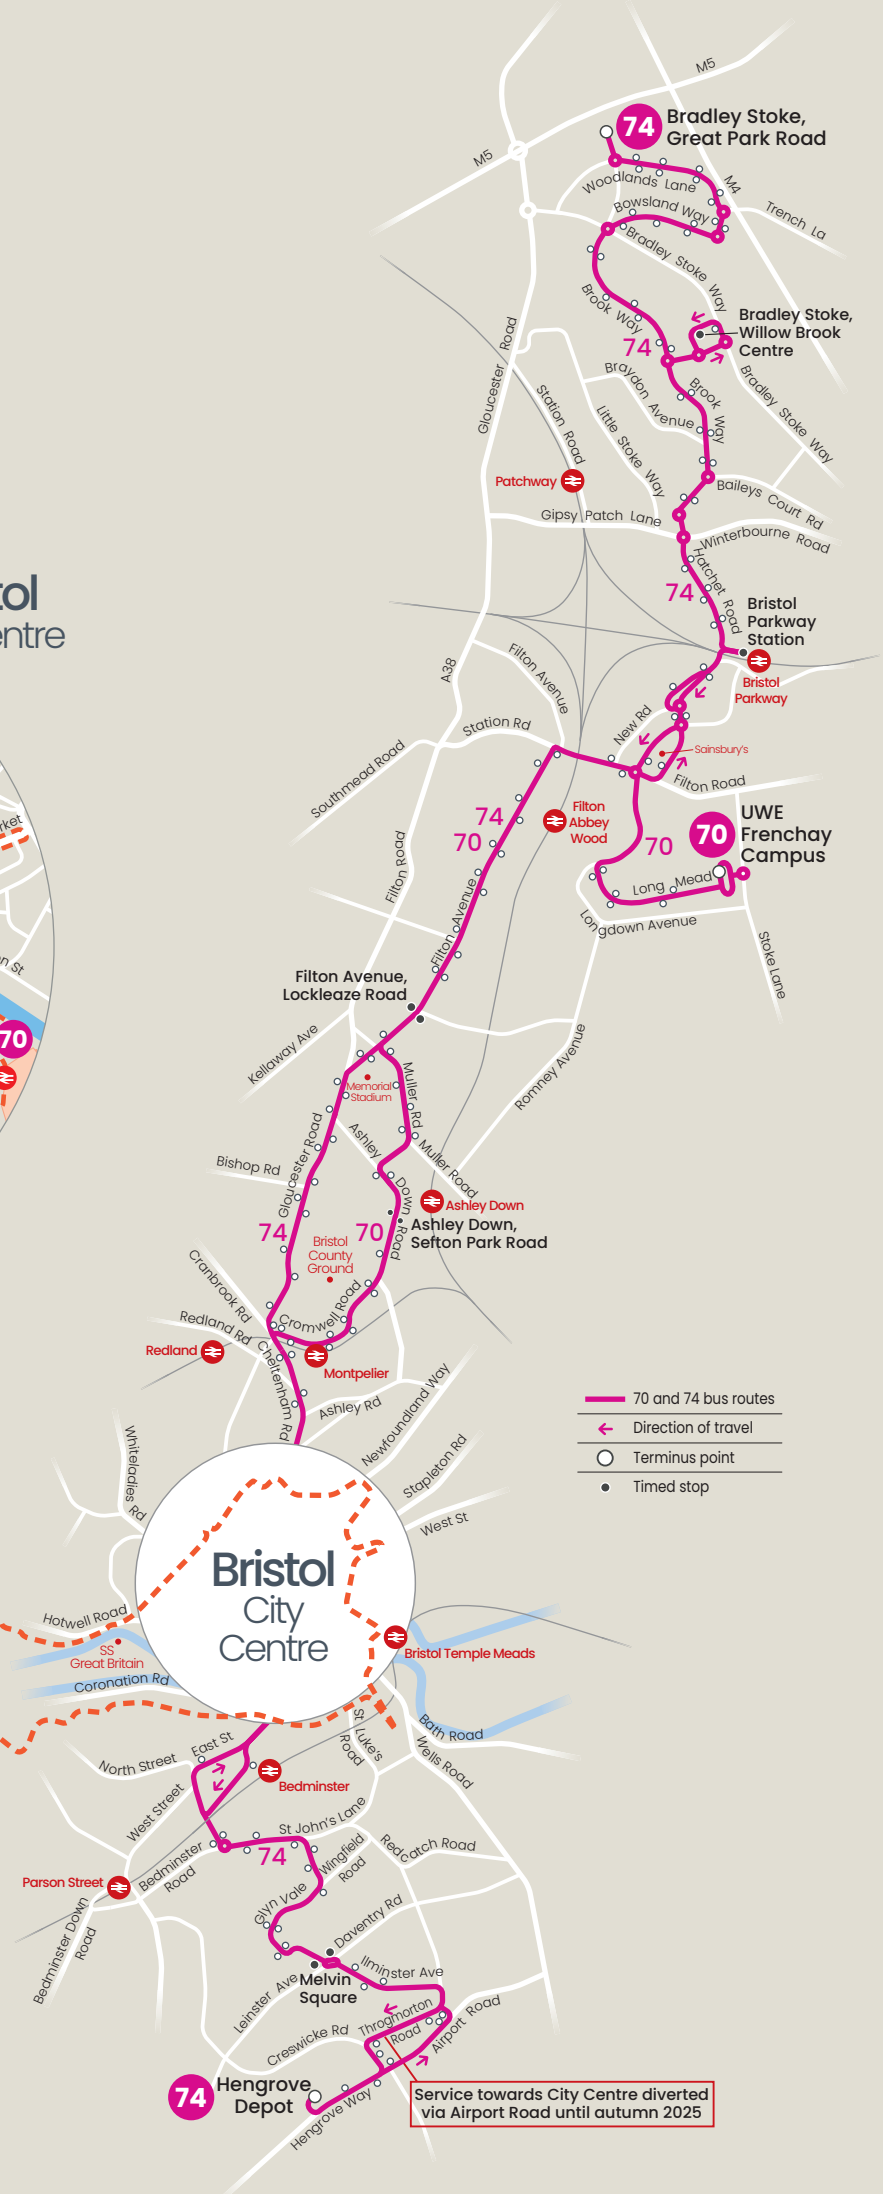 M5
M5
74
Bradley Stoke,
Great Park Road
Woodlands Lane
M4
Bowsland Way
Trench La
Bradley Stoke Way
Brook Way
74
Bradley Stoke,
Willow Brook
Centre
Gloucester Road
Station Road
Braydon Avenue
Brook Way
Little Stoke Way
Bradley Stoke Way
Patchway
Baileys Court Rd
Gipsy Patch Lane
Winterbourne Road
Hatchet Road
74
tol
entre
Bristol
Parkway
Station
Bristol
Parkway
A38
Filton Avenue
New Rd
Station Rd
Sainsbury's
Southmead Road
Filton Road
74
70
Filton
Abbey
Wood
70
70
UWE
Frenchay
Campus
rket
Filton Road
Filton Avenue
Long Mead
Longdown Avenue
Stoke Lane
n St
Filton Avenue,
Lockleaze Road
70
Kellaway Ave
Memorial
Stadium
Muller Rd
Romney Avenue
Gloucester Road
Ashley
Down
Road
Muller Road
Bishop Rd
Ashley Down
74
70
Ashley Down,
Sefton Park Road
Bristol
County
Ground
Cranbrook Rd
Cromwell Road
Redland Rd
Redland
Cheltenham Rd
Montpelier
Ashley Rd
Newfoundland Way
70 and 74 bus routes
Direction of travel
Terminus point
Timed stop
Whiteladies Rd
Stapleton Rd
West St
Bristol
City
Centre
Hotwell Road
SS
Great Britain
Coronation Rd
Bristol Temple Meads
St Luke's
Road
Bath Road
Wells Road
East St
North Street
West Street
Bedminster
St John's Lane
74
Bedminster
Road
Wingfield
Road
Redcatch Road
Parson Street
Glyn Vale
Daventry Rd
Bedminster Down
Road
Melvin
Square
Ilminster Ave
Leinster Ave
Throgmorton
Road
Airport Road
Creswicke Rd
74
Hengrove
Depot
Hengrove Way
Service towards City Centre diverted
via Airport Road until autumn 2025